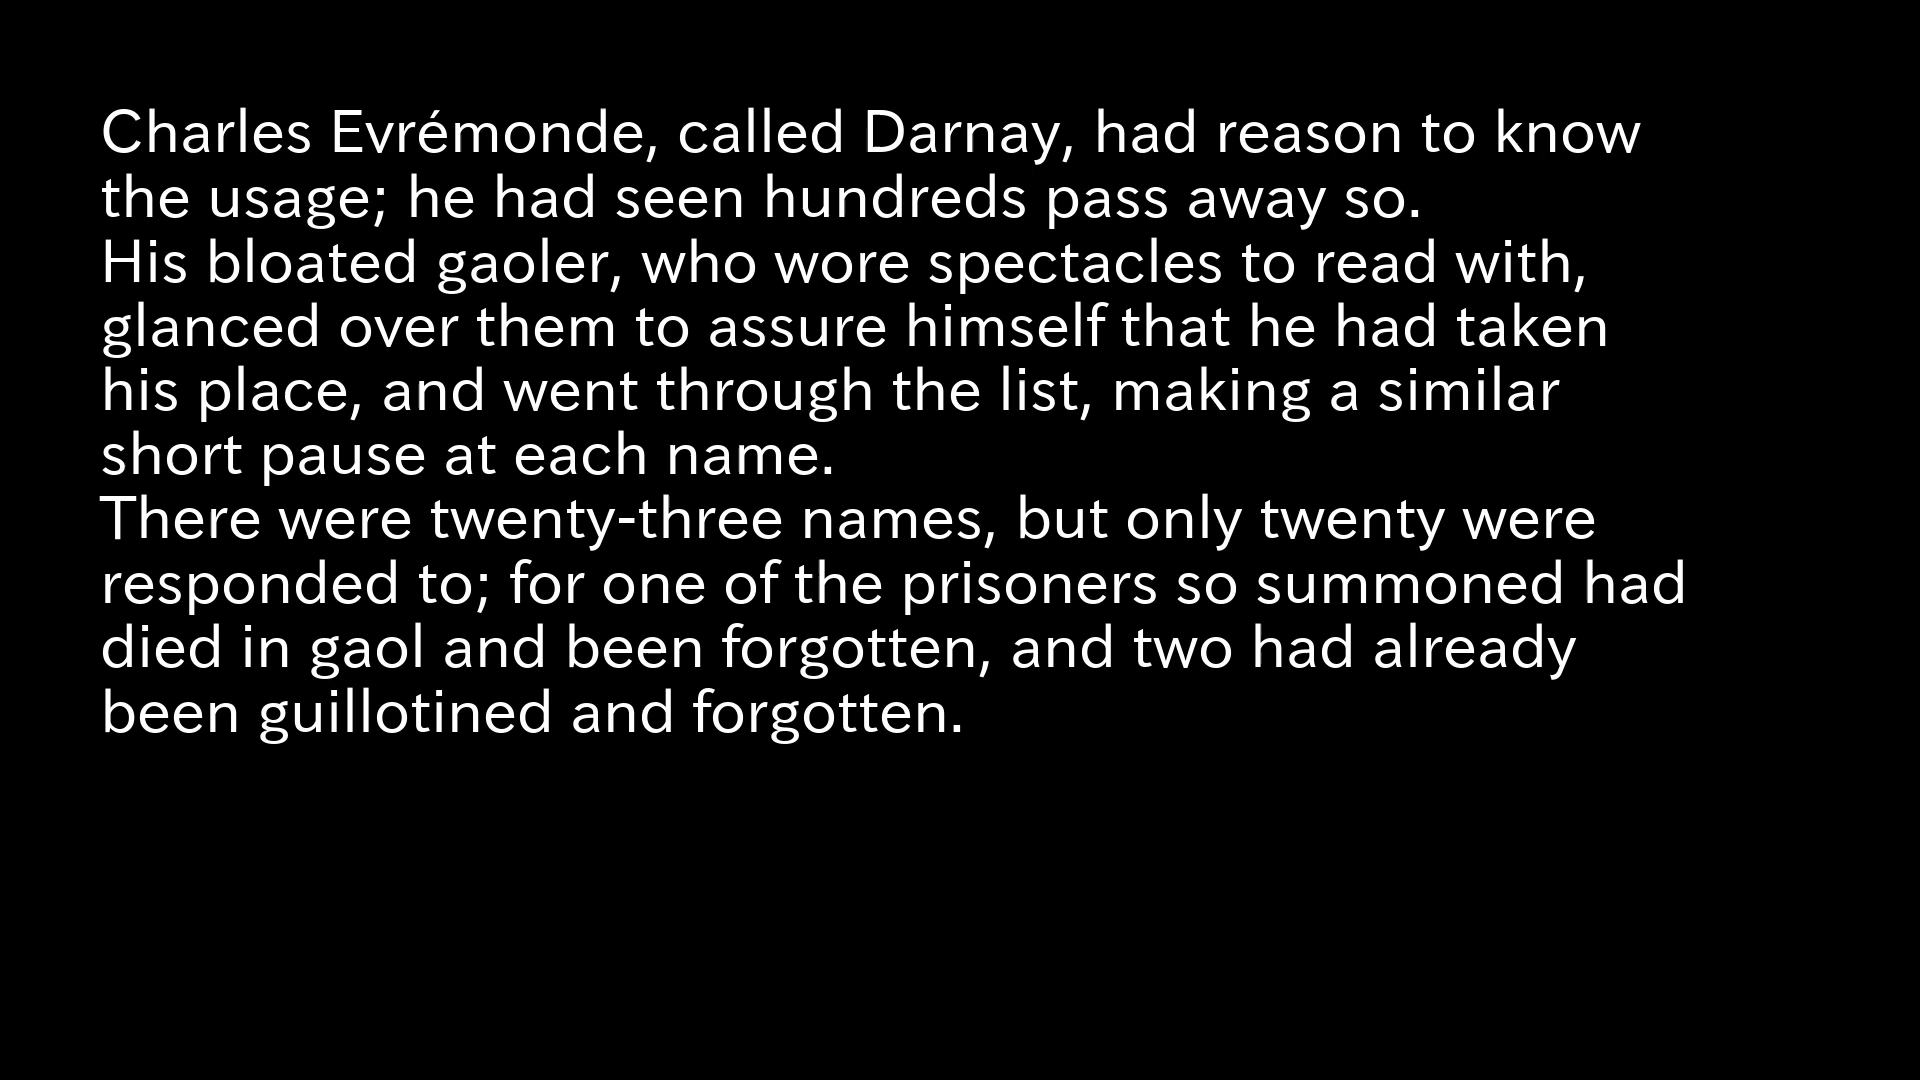 Charles Evrémonde, called Darnay, had reason to know
the usage; he had seen hundreds pass away so.
His bloated gaoler, who wore spectacles to read with,
glanced over them to assure himself that he had taken
his place, and went through the list, making a similar
short pause at each name.
There were twenty-three names, but only twenty were
responded to; for one of the prisoners so summoned had
died in gaol and been forgotten, and two had already
been guillotined and forgotten.